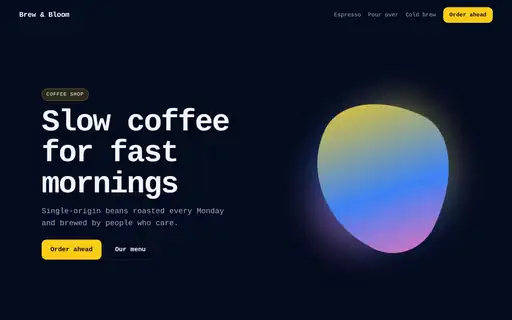 Brew & Bloom
Espresso Pour over Cold brew Order ahead
COFFEE SHOP
Slow coffee
for fast
mornings
Single-origin beans roasted every Monday
and brewed by people who care.
Order ahead Our menu